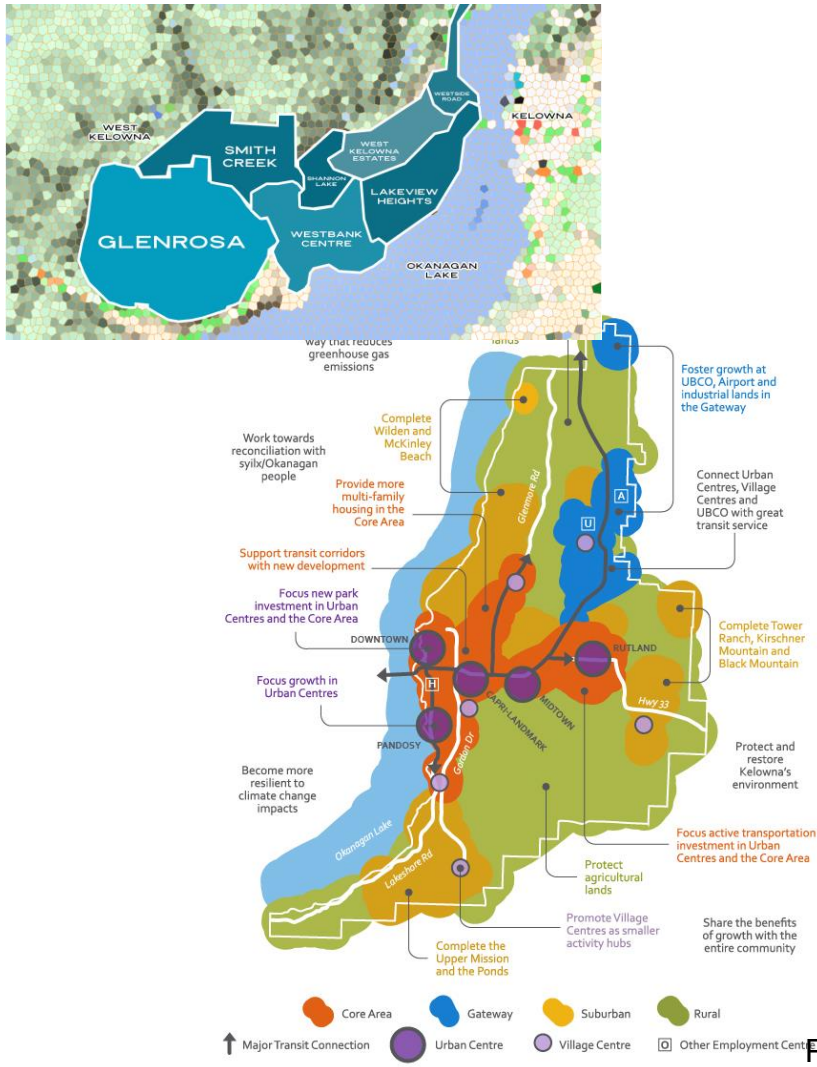 WEST
KELOWNA
SMITH
CREEK
SHANNON
LAKE
WEST
KELOWNA
ESTATES
WESTSIDE
ROAD
KELOWNA
LAKEVIEW
HEIGHTS
GLENROSA
WESTBANK
CENTRE
OKANAGAN
LAKE
way that reduces
greenhouse gas
emissions
lands
Foster growth at
UBCO, Airport and
industrial lands in
the Gateway
Complete
Wilden and
McKinley
Beach
Work towards
reconciliation with
syilx/Okanagan
people
Provide more
multi-family
housing in the
Core Area
Glenmore Rd
A
U
Connect Urban
Centres, Village
Centres and
UBCO with great
transit service
Support transit corridors
with new development
Focus new park
investment in Urban
Centres and the Core Area
DOWNTOWN
RUTLAND
Complete Tower
Ranch, Kirschner
Mountain and
Black Mountain
Focus growth in
Urban Centres
H
CAPRI-LANDMARK
MIDTOWN
Hwy 33
PANDOSY
Gordon Dr
Become more
resilient to
climate change
impacts
Protect and
restore
Kelowna's
environment
Okanagan Lake
Lakeshore Rd
Focus active transportation
investment in Urban
Centres and the Core Area
Protect
agricultural
lands
Promote Village
Centres as smaller
activity hubs
Share the benefits
of growth with the
entire community
Complete the
Upper Mission
and the Ponds
Core Area
Gateway
Suburban
Rural
Major Transit Connection
Urban Centre
Village Centre
O Other Employment Centre
F